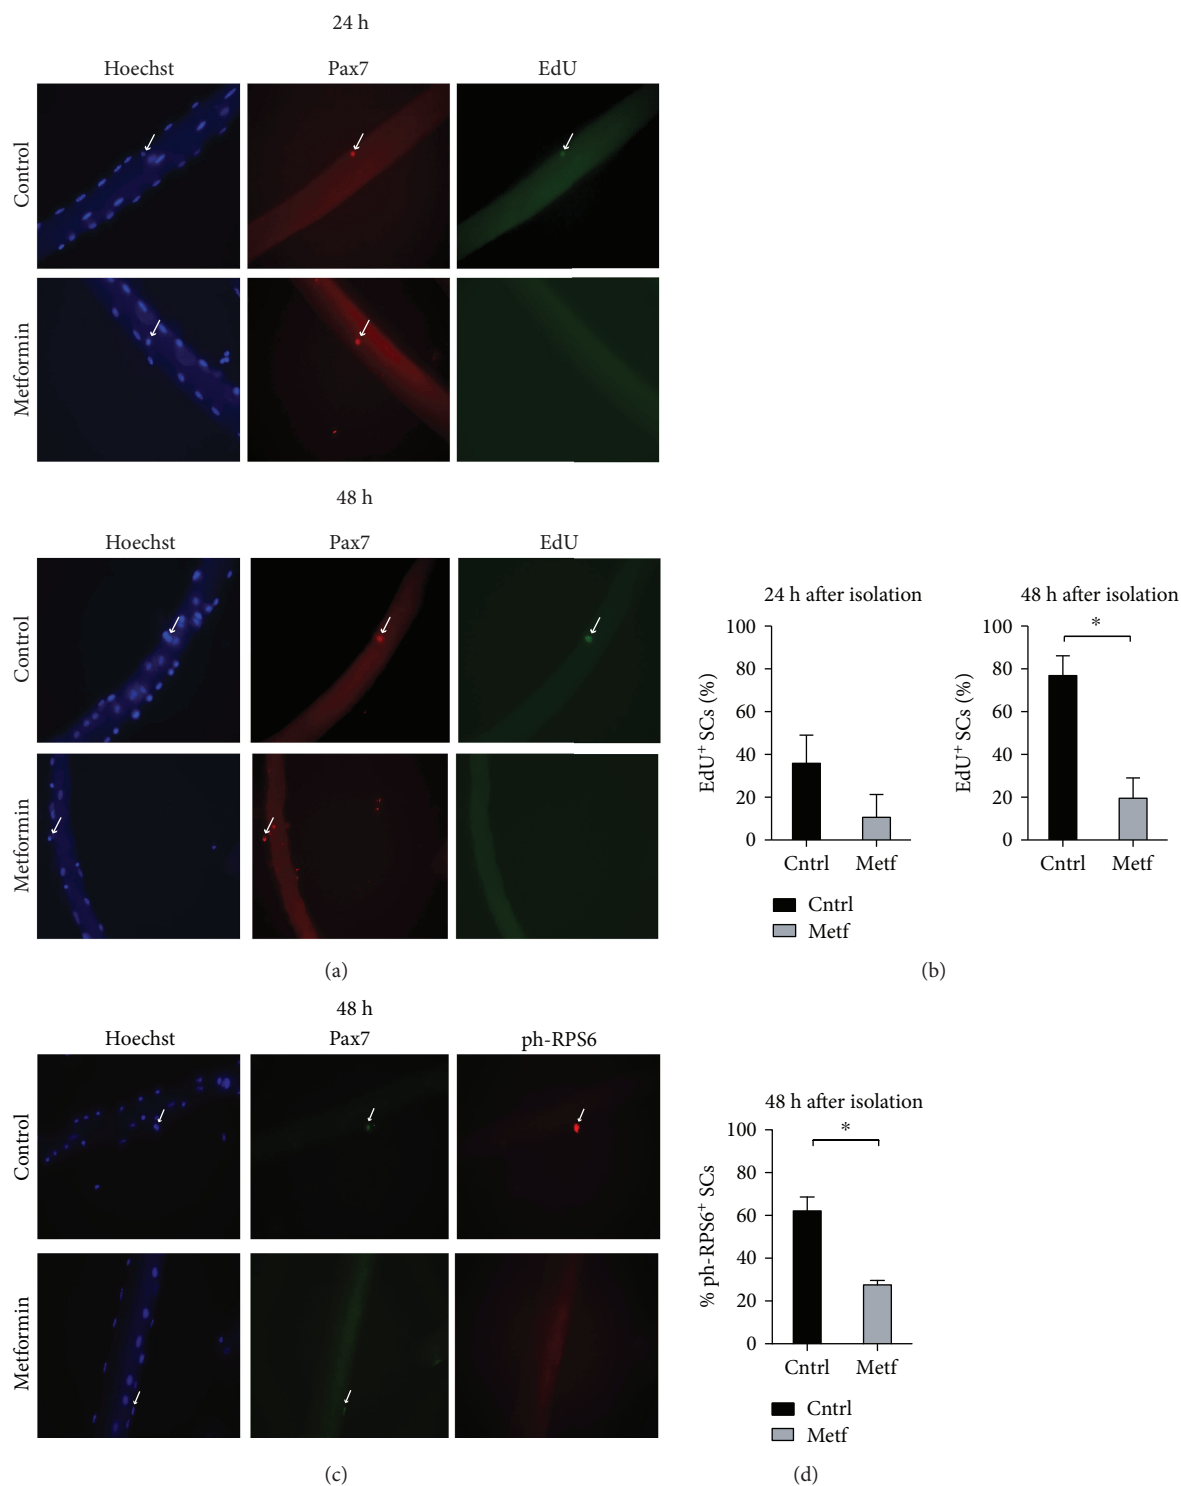 24 h
Hoechst Pax7 EdU
Control
Metformin
48 h
Hoechst Pax7 EdU
Control
Metformin
(a)
24 h after isolation
EdU⁺ SCs (%)
100
80
60
40
20
0
Cntrl Metf
48 h after isolation
EdU⁺ SCs (%)
100
80
60
40
20
0
*
Cntrl Metf
Cntrl
Metf
(b)
48 h
Hoechst Pax7 ph-RPS6
Control
Metformin
(c)
48 h after isolation
% ph-RPS6⁺ SCs
100
80
60
40
20
0
*
Cntrl Metf
Cntrl
Metf
(d)